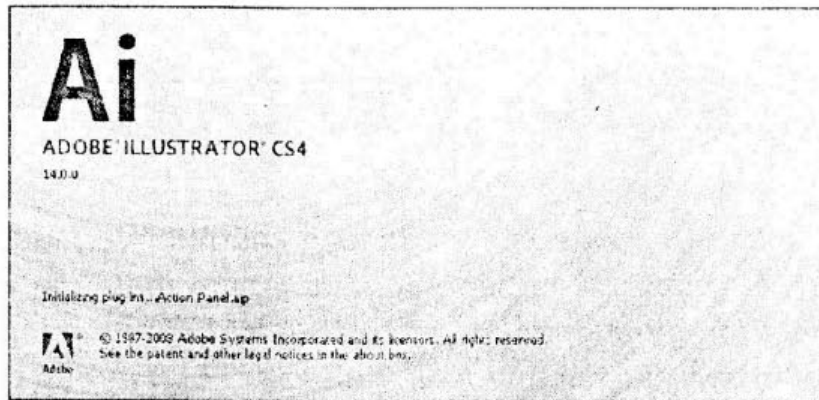 Ai
ADOBE® ILLUSTRATOR® CS4
14.0.0
Initializing plug ins... Action Panel.aip
© 1987-2008 Adobe Systems Incorporated and its licensors. All rights reserved.
See the patent and other legal notices in the about box.
Adobe